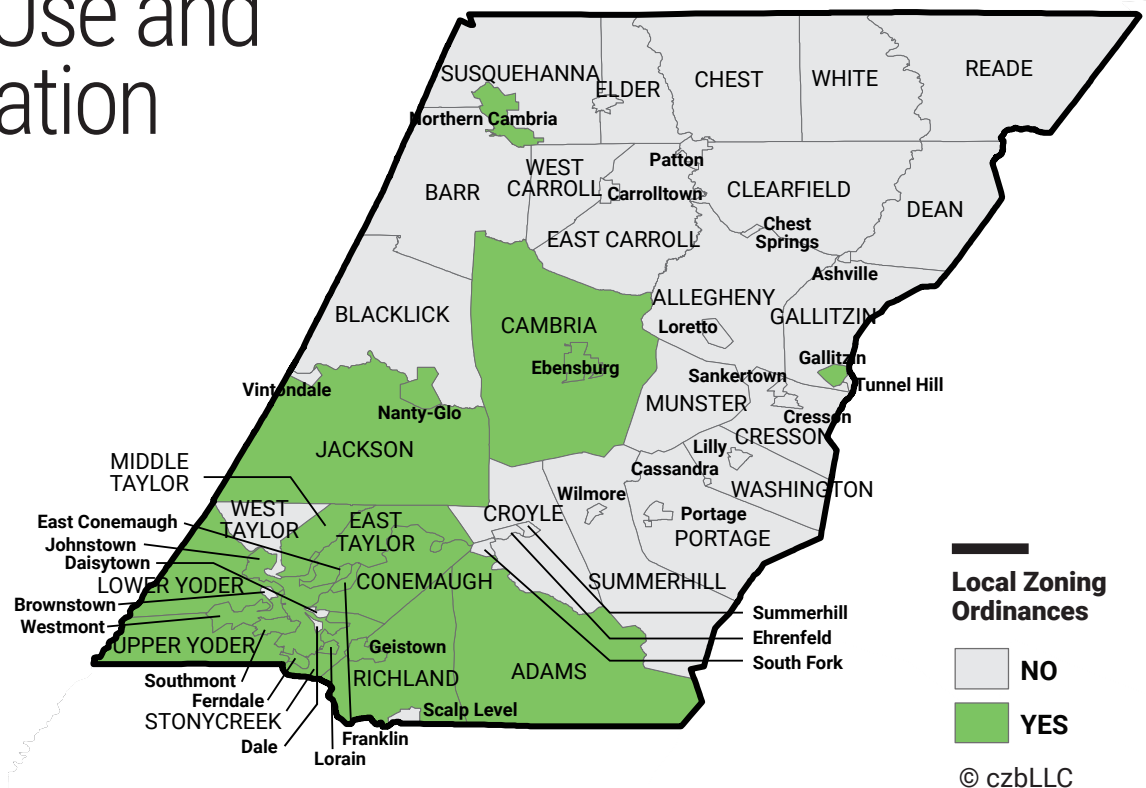 Use and
ation
SUSQUEHANNA
ELDER
CHEST
WHITE
READE
Northern Cambria
BARR
WEST
CARROLL
Patton
Carrolltown
CLEARFIELD
DEAN
EAST CARROLL
Chest
Springs
Ashville
BLACKLICK
CAMBRIA
Ebensburg
ALLEGHENY
Loretto
GALLITZIN
Gallitzin
Tunnel Hill
Vintondale
Nanty-Glo
Sankertown
MUNSTER
Cresson
CRESSON
JACKSON
Lilly
Cassandra
WASHINGTON
MIDDLE
TAYLOR
WEST
TAYLOR
EAST
TAYLOR
CROYLE
Wilmore
Portage
PORTAGE
East Conemaugh
Johnstown
Daisytown
LOWER YODER
CONEMAUGH
SUMMERHILL
Brownstown
Westmont
UPPER YODER
Geistown
RICHLAND
ADAMS
Summerhill
Ehrenfeld
South Fork
Southmont
Ferndale
STONYCREEK
Dale
Lorain
Franklin
Scalp Level
Local Zoning
Ordinances
NO
YES
© czbLLC